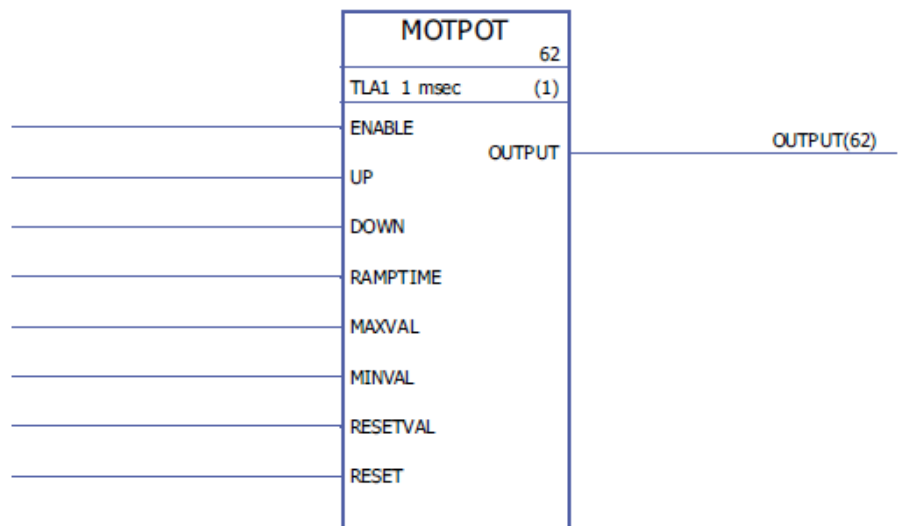 MOTPOT
62
TLA1 1 msec (1)
ENABLE
OUTPUT OUTPUT(62)
UP
DOWN
RAMPTIME
MAXVAL
MINVAL
RESETVAL
RESET